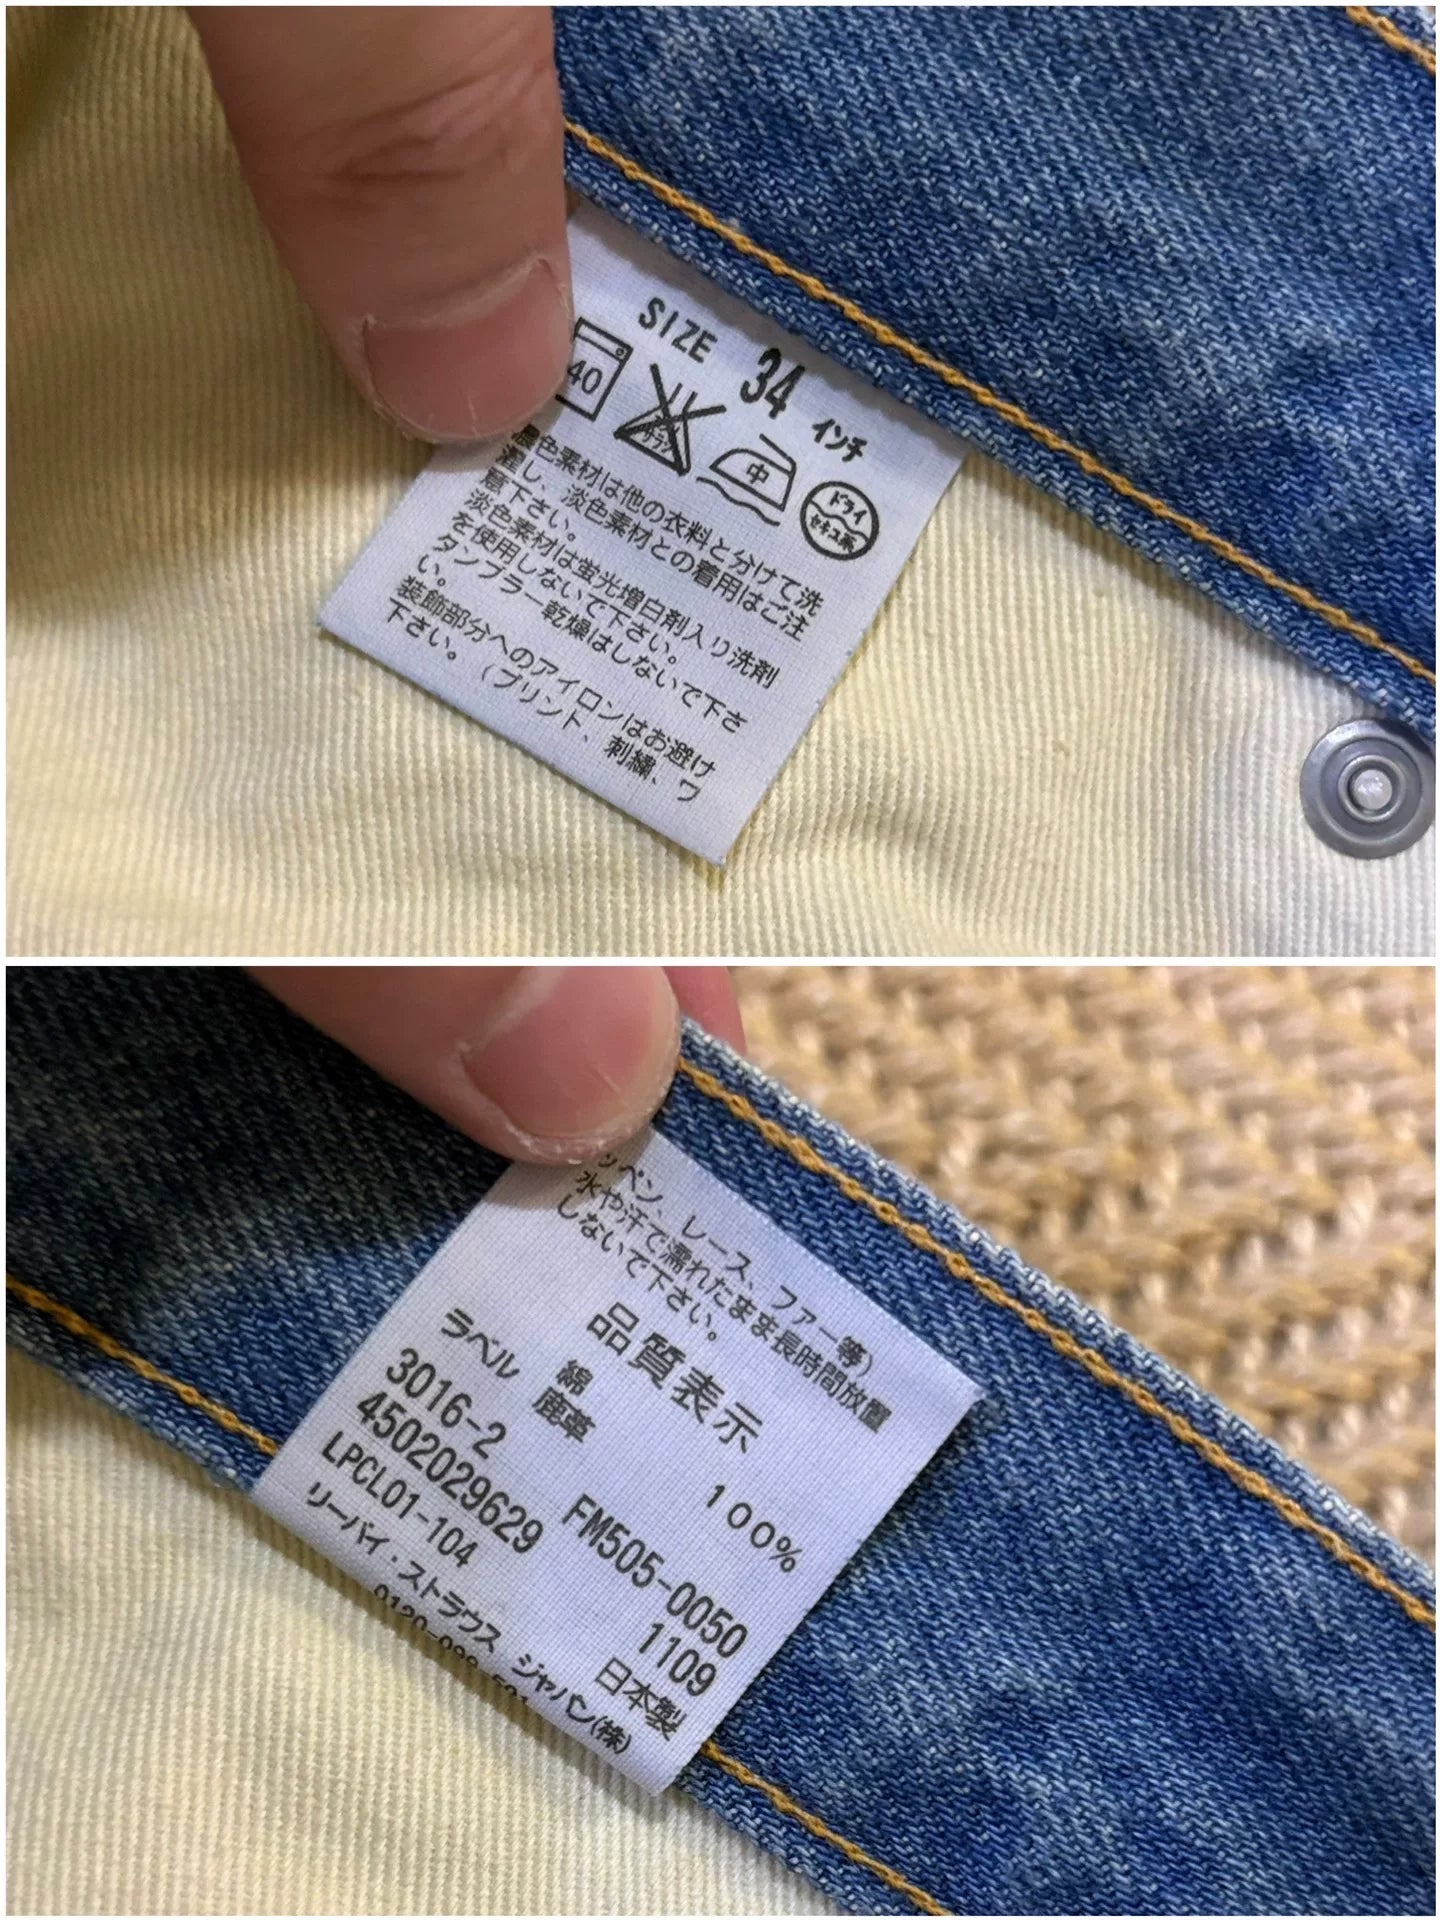 SIZE 34 インチ
40
エンソ サラシ
中
ドライ
セキユ系
濃色素材は他の衣料と分けて洗
濯し、淡色素材との着用はご注
意下さい。
淡色素材は蛍光増白剤入り洗剤
を使用しないで下さい。
タンブラー乾燥はしないで下さ
い。
装飾部分へのアイロンはお避け
下さい。(プリント、刺繍、ワ
ッペン、レース、ファー等)
水や汗で濡れたまま長時間放置
しないで下さい。
品質表示
綿 100%
ラベル 鹿革
3016-2 FM505-0050
4502029629 1109
LPCL01-104 日本製
リーバイ・ストラウス ジャパン(株)